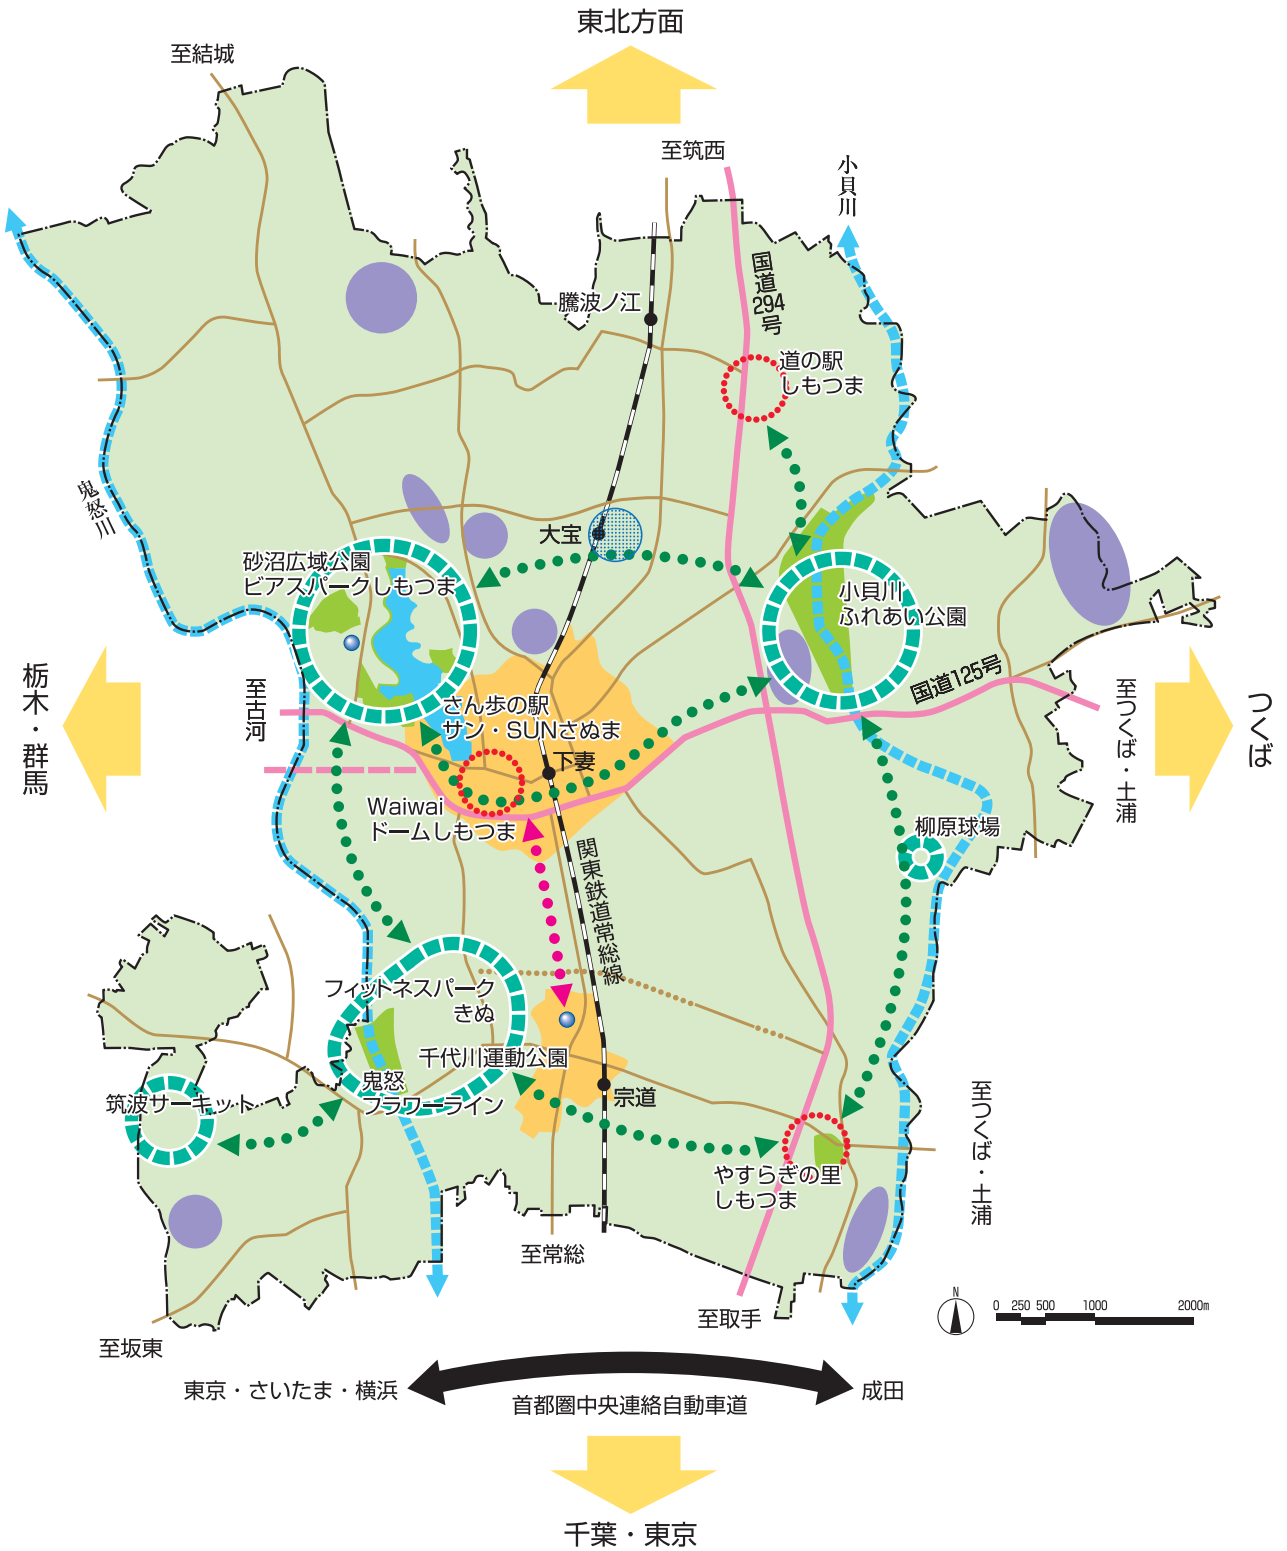 東北方面
至結城
至筑西
小貝川
国道294号
騰波ノ江
道の駅
しもつま
鬼怒川
大宝
砂沼広域公園
ビアスパークしもつま
小貝川
ふれあい公園
国道125号
栃木・群馬
至古河
さん歩の駅
サン・SUNさぬま
下妻
至つくば・土浦
つくば
Waiwai
ドームしもつま
柳原球場
関東鉄道常総線
フィットネスパーク
きぬ
千代川運動公園
鬼怒
フラワーライン
筑波サーキット
宗道
至つくば・土浦
やすらぎの里
しもつま
至常総
至取手
至坂東
N
0 250 500 1000 2000m
東京・さいたま・横浜
首都圏中央連絡自動車道
成田
千葉・東京